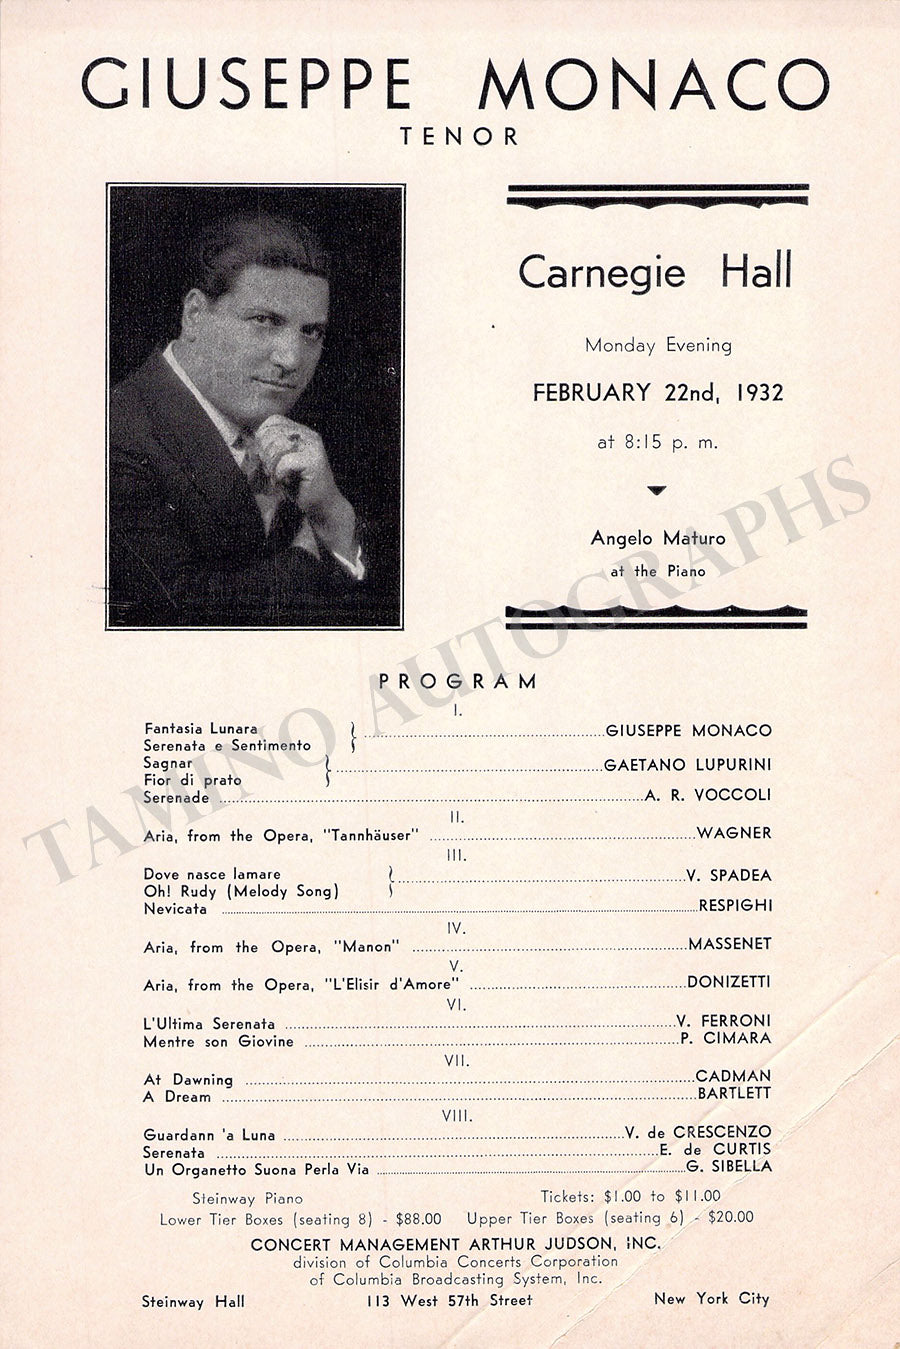 GIUSEPPE MONACO
TENOR
Carnegie Hall
Monday Evening
FEBRUARY 22nd, 1932
at 8:15 p. m.
Angelo Maturo
at the Piano
TAMINO AUTOGRAPHS
PROGRAM
I.
Fantasia Lunara
Serenata e Sentimento } GIUSEPPE MONACO
Sagnar
Fior di prato } GAETANO LUPURINI
Serenade A. R. VOCCOLI
II.
Aria, from the Opera, "Tannhäuser" WAGNER
III.
Dove nasce lamare
Oh! Rudy (Melody Song) } V. SPADEA
Nevicata RESPIGHI
IV.
Aria, from the Opera, "Manon" MASSENET
V.
Aria, from the Opera, "L'Elisir d'Amore" DONIZETTI
VI.
L'Ultima Serenata V. FERRONI
Mentre son Giovine P. CIMARA
VII.
At Dawning CADMAN
A Dream BARTLETT
VIII.
Guardann 'a Luna V. de CRESCENZO
Serenata E. de CURTIS
Un Organetto Suona Perla Via G. SIBELLA
Steinway Piano Tickets: $1.00 to $11.00
Lower Tier Boxes (seating 8) - $88.00 Upper Tier Boxes (seating 6) - $20.00
CONCERT MANAGEMENT ARTHUR JUDSON, INC.
division of Columbia Concerts Corporation
of Columbia Broadcasting System, Inc.
Steinway Hall 113 West 57th Street New York City